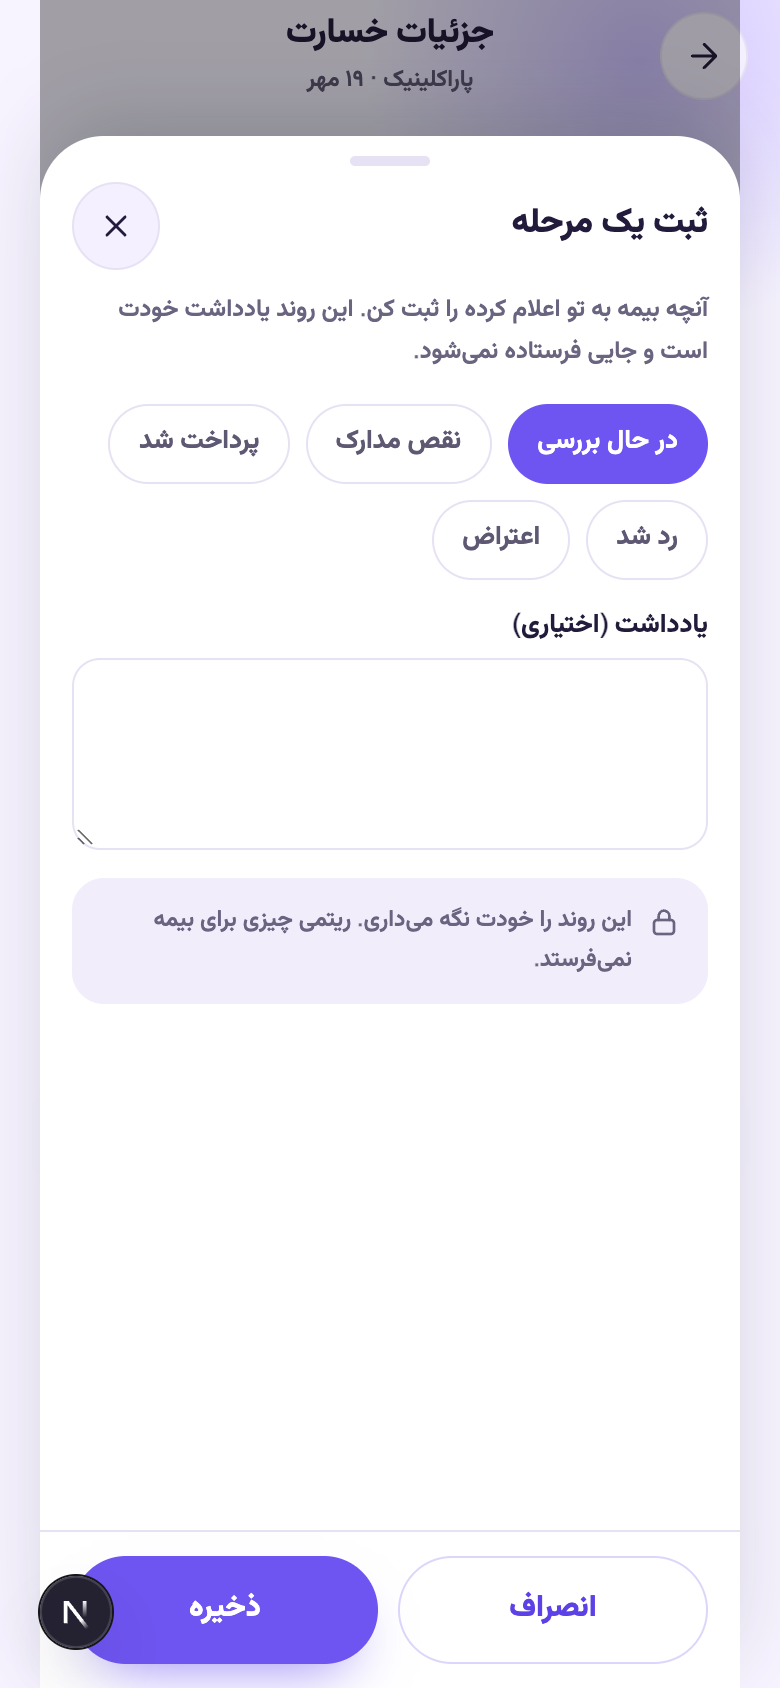 جزئیات خسارت
پاراکلینیک · ۱۹ مهر
ثبت یک مرحله
آنچه بیمه به تو اعلام کرده را ثبت کن. این روند یادداشت خودت
است و جایی فرستاده نمی‌شود.
در حال بررسی
نقص مدارک
پرداخت شد
رد شد
اعتراض
یادداشت (اختیاری)
این روند را خودت نگه می‌داری. ریتمی چیزی برای بیمه
نمی‌فرستد.
انصراف
ذخیره
N